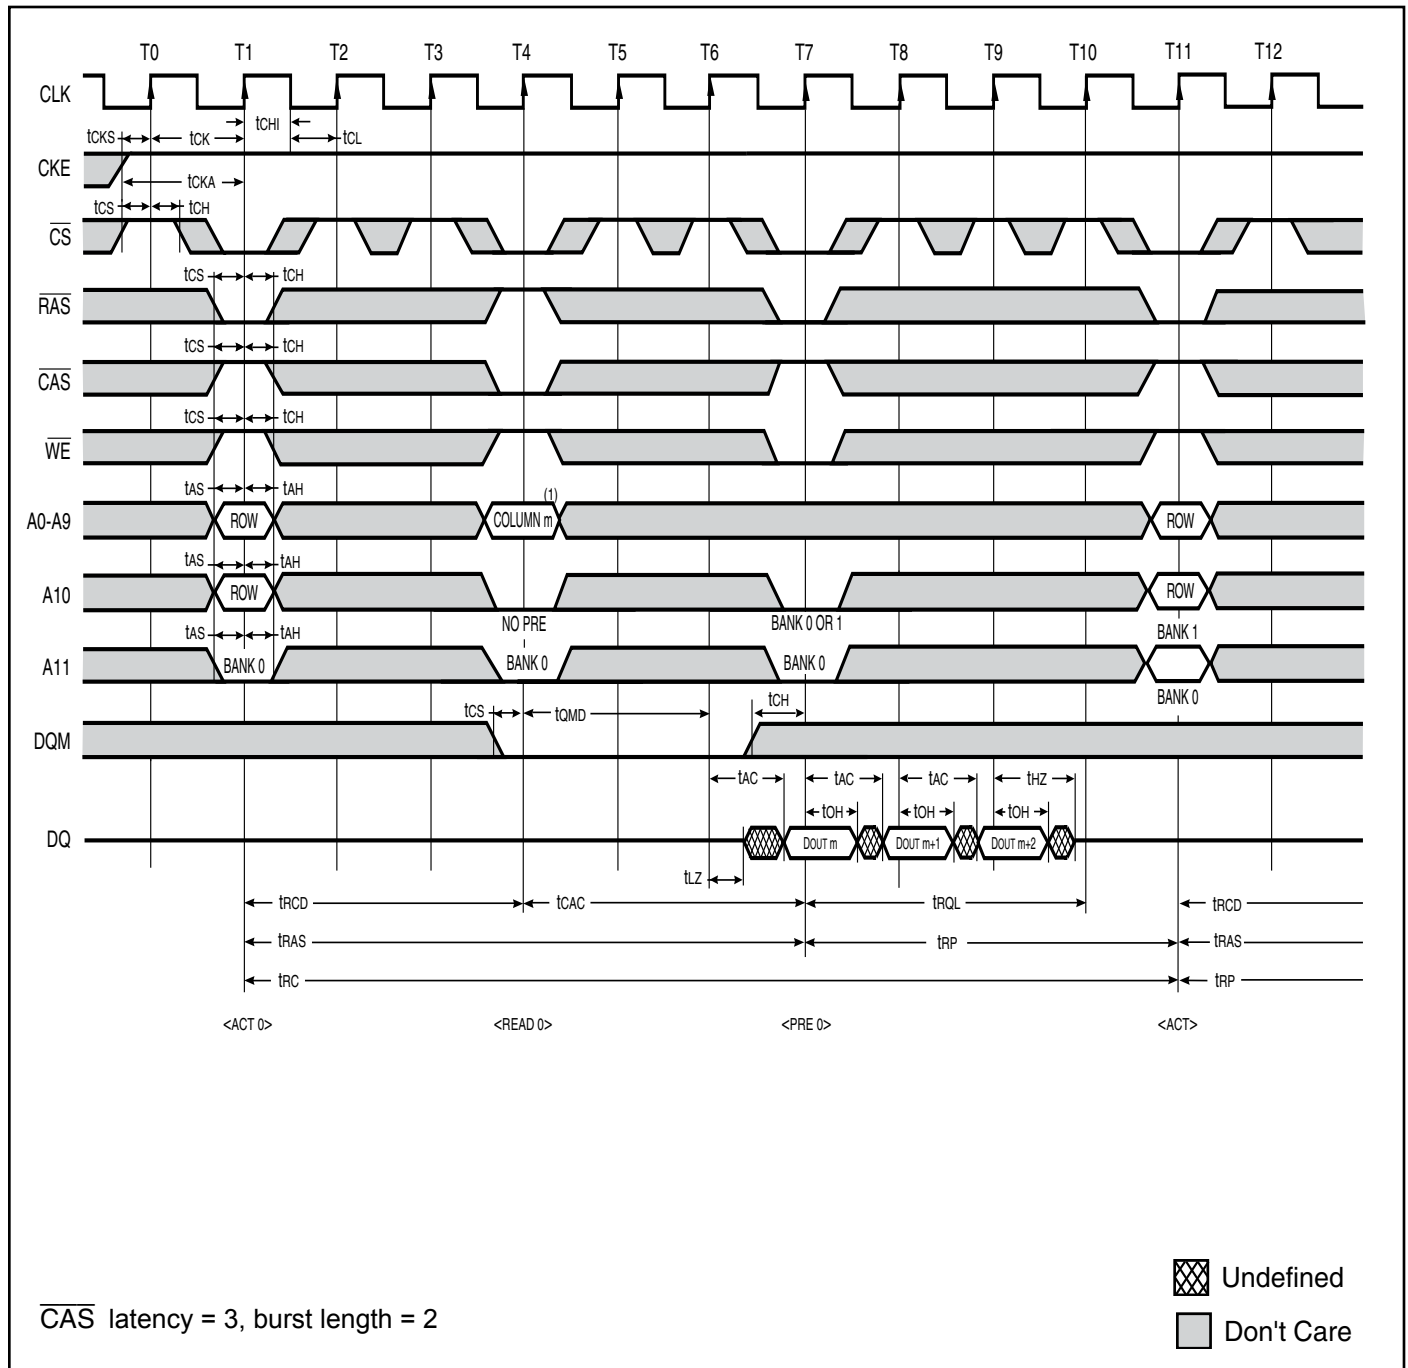 T0 T1 T2 T3 T4 T5 T6 T7 T8 T9 T10 T11 T12
CLK
tCHI
tCKS tCK tCL
CKE
tCKA
tCS tCH
CS
tCS tCH
RAS
tCS tCH
CAS
tCS tCH
WE
tAS tAH
(1)
A0-A9 ROW COLUMN m ROW
tAS tAH
A10 ROW ROW
NO PRE BANK 0 OR 1 BANK 1
tAS tAH
A11 BANK 0 BANK 0 BANK 0
BANK 0
tCS tQMD tCH
DQM
tAC tAC tAC tHZ
tOH tOH tOH
DQ DOUT m DOUT m+1 DOUT m+2
tLZ
tRCD tCAC tRQL tRCD
tRAS tRP tRAS
tRC tRP
<ACT 0> <READ 0> <PRE 0> <ACT>
Undefined
CAS latency = 3, burst length = 2
Don't Care